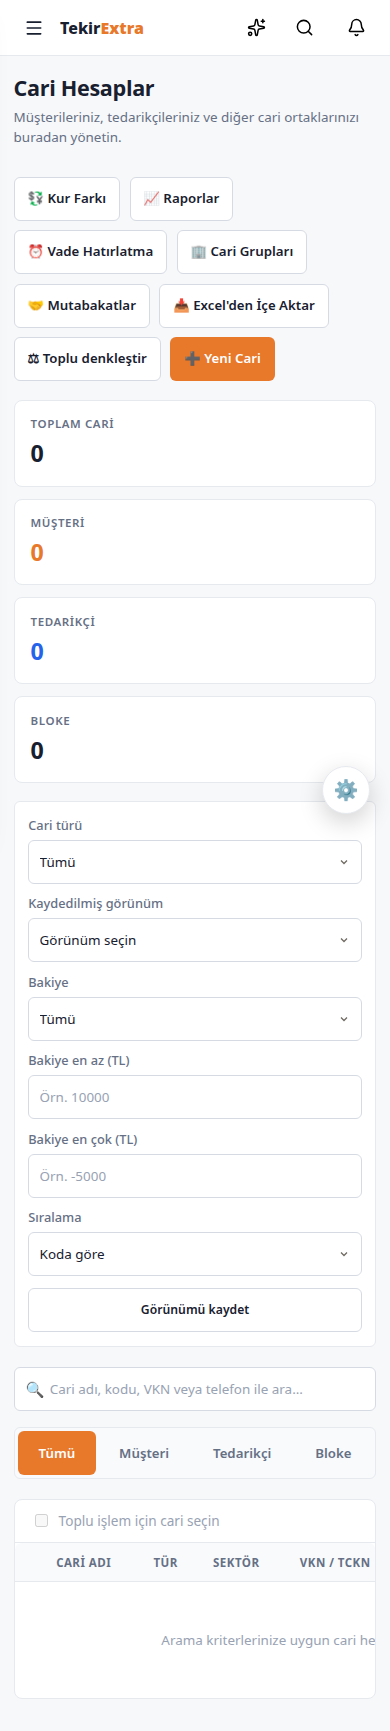 TekirExtra
Cari Hesaplar
Müşterileriniz, tedarikçileriniz ve diğer cari ortaklarınızı
buradan yönetin.
💱 Kur Farkı
📈 Raporlar
⏰ Vade Hatırlatma
🏢 Cari Grupları
🤝 Mutabakatlar
📥 Excel'den İçe Aktar
⚖ Toplu denkleştir
➕ Yeni Cari
TOPLAM CARİ
0
MÜŞTERİ
0
TEDARİKÇİ
0
BLOKE
0
Cari türü
Tümü
Kaydedilmiş görünüm
Görünüm seçin
Bakiye
Tümü
Bakiye en az (TL)
Örn. 10000
Bakiye en çok (TL)
Örn. -5000
Sıralama
Koda göre
Görünümü kaydet
🔍 Cari adı, kodu, VKN veya telefon ile ara...
Tümü Müşteri Tedarikçi Bloke
Toplu işlem için cari seçin
CARİ ADI TÜR SEKTÖR VKN / TCKN
Arama kriterlerinize uygun cari he